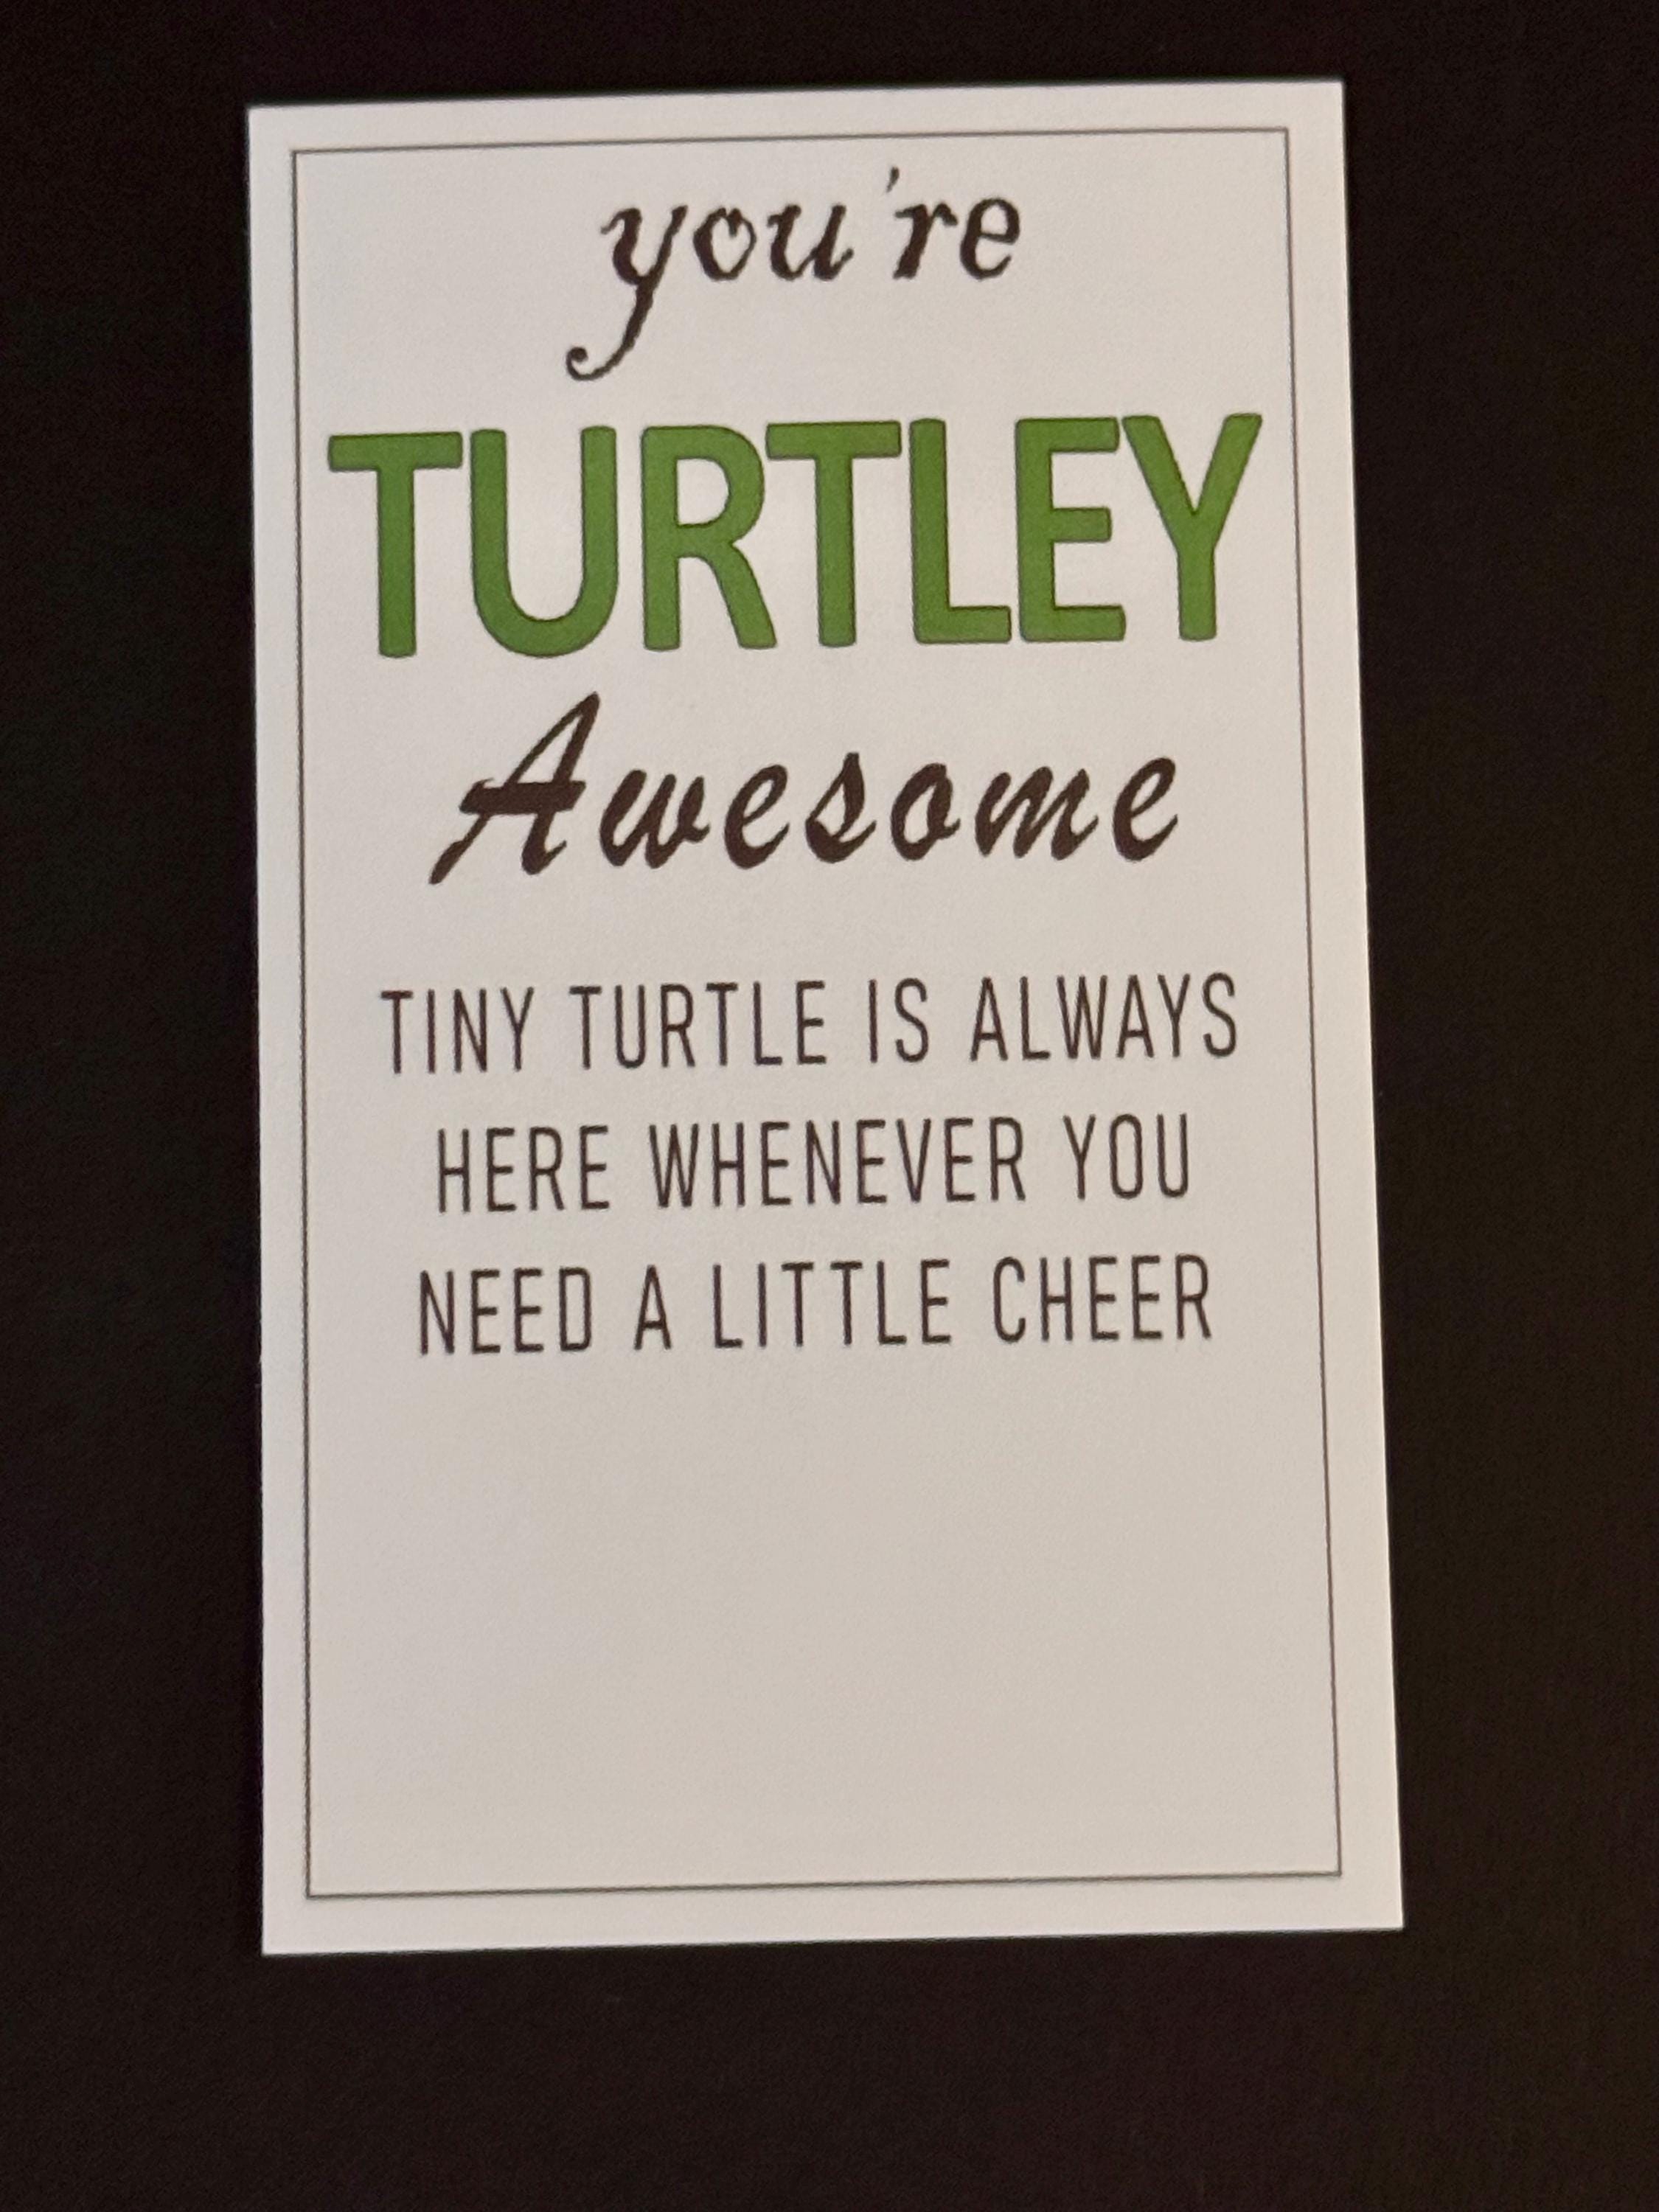 you're
TURTLEY
Awesome
TINY TURTLE IS ALWAYS
HERE WHENEVER YOU
NEED A LITTLE CHEER